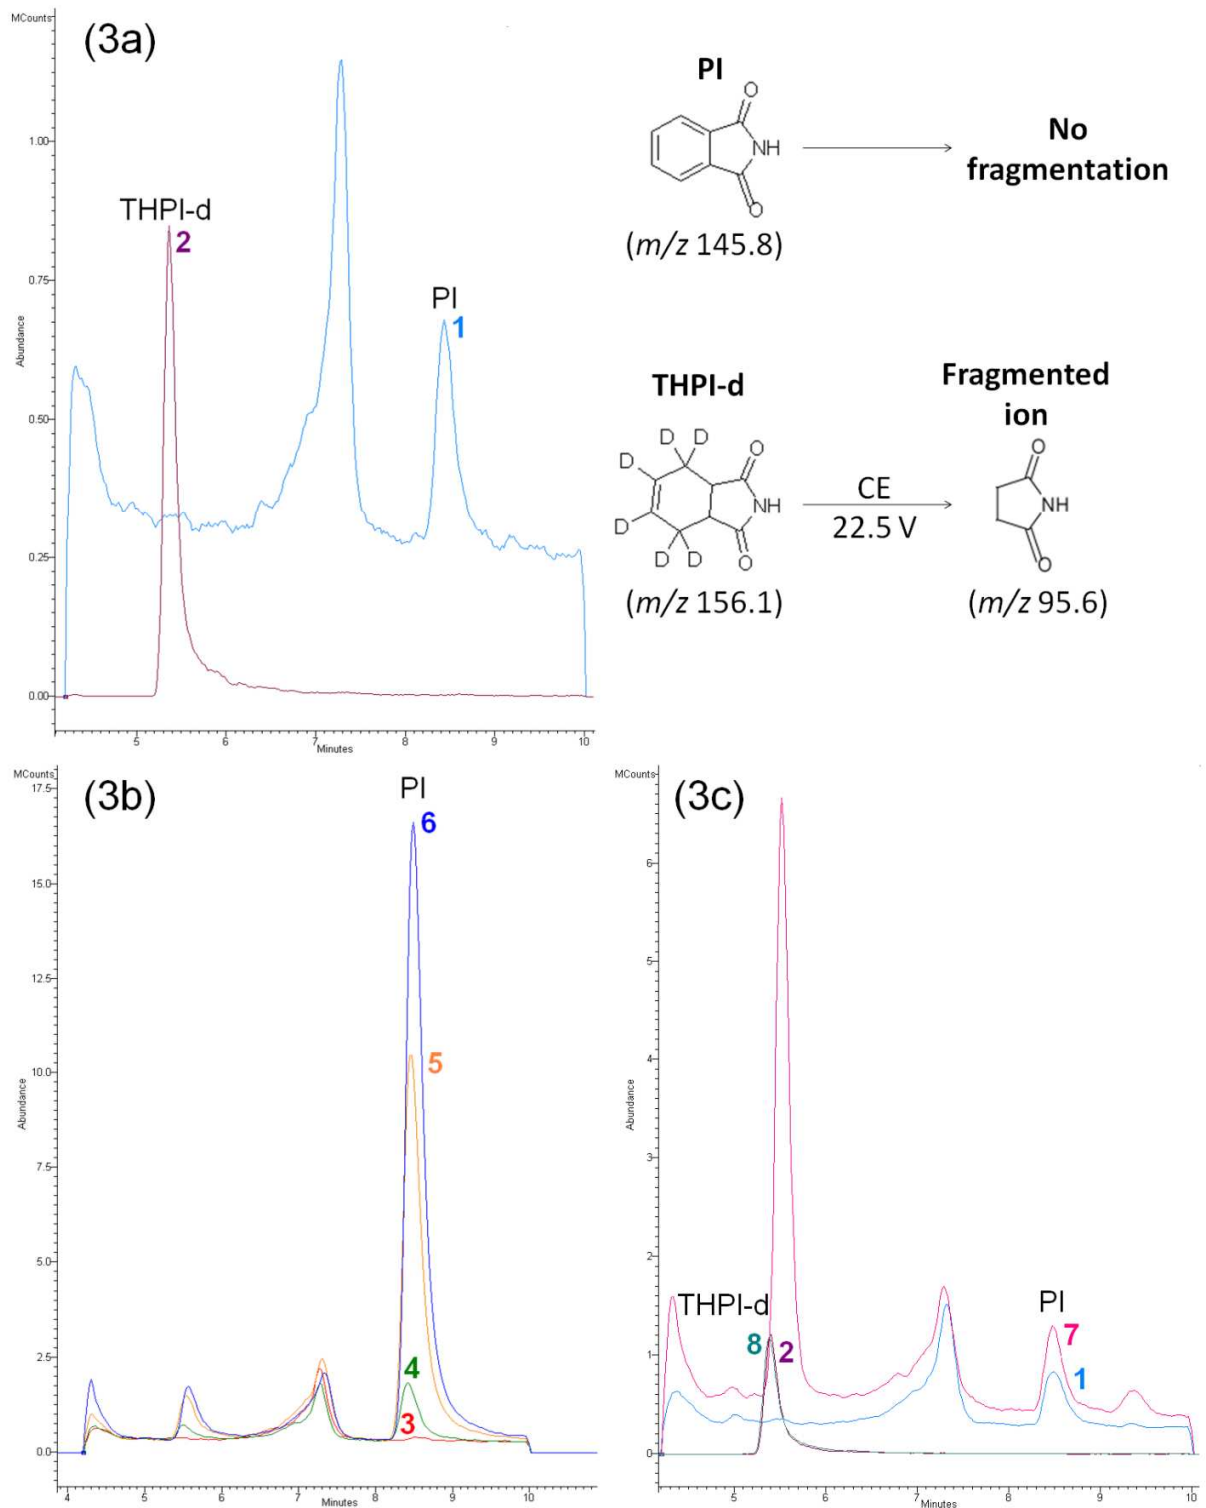 MCounts
(3a)
1.00
0.75
0.50
0.25
0.00
Abundance
THPI-d
2
PI
1
5 6 7 8 9 10
Minutes
PI
O
NH
O
(m/z 145.8)
No
fragmentation
THPI-d
D D
D
O
NH
D
O
D D
(m/z 156.1)
CE
22.5 V
Fragmented
ion
O
NH
O
(m/z 95.6)
MCounts
(3b)
17.5
15.0
12.5
10.0
7.5
5.0
2.5
0.0
Abundance
PI
6
5
4
3
4 5 6 7 8 9 10
Minutes
MCounts
(3c)
6
5
4
3
2
1
0
Abundance
THPI-d
8 2
PI
7
1
5 6 7 8 9 10
Minutes